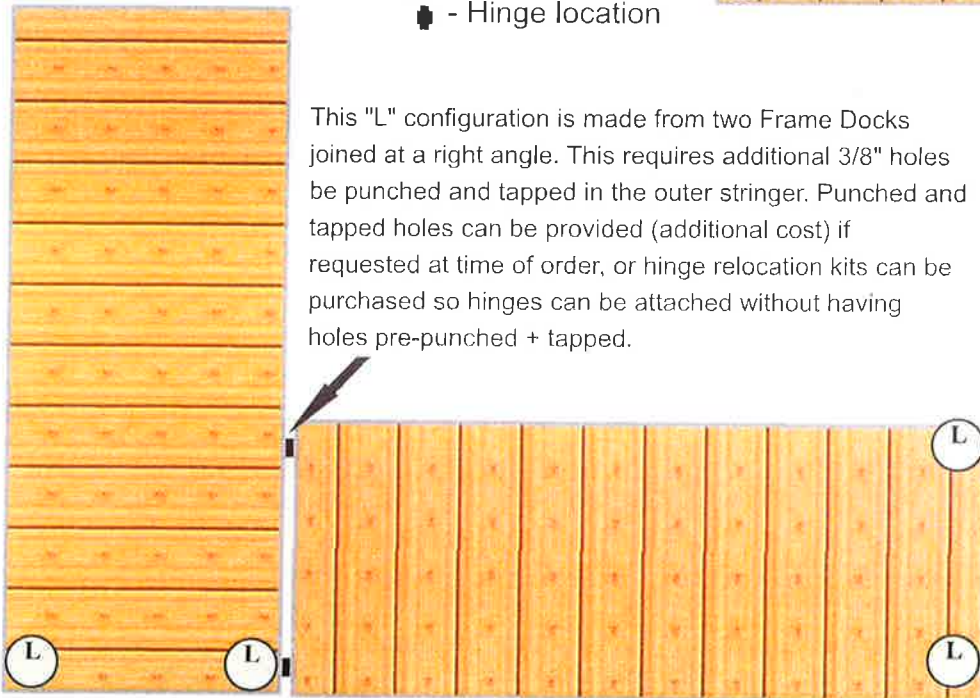 - Hinge location
This "L" configuration is made from two Frame Docks
joined at a right angle. This requires additional 3/8" holes
be punched and tapped in the outer stringer. Punched and
tapped holes can be provided (additional cost) if
requested at time of order, or hinge relocation kits can be
purchased so hinges can be attached without having
holes pre-punched + tapped.
L
L
L
L